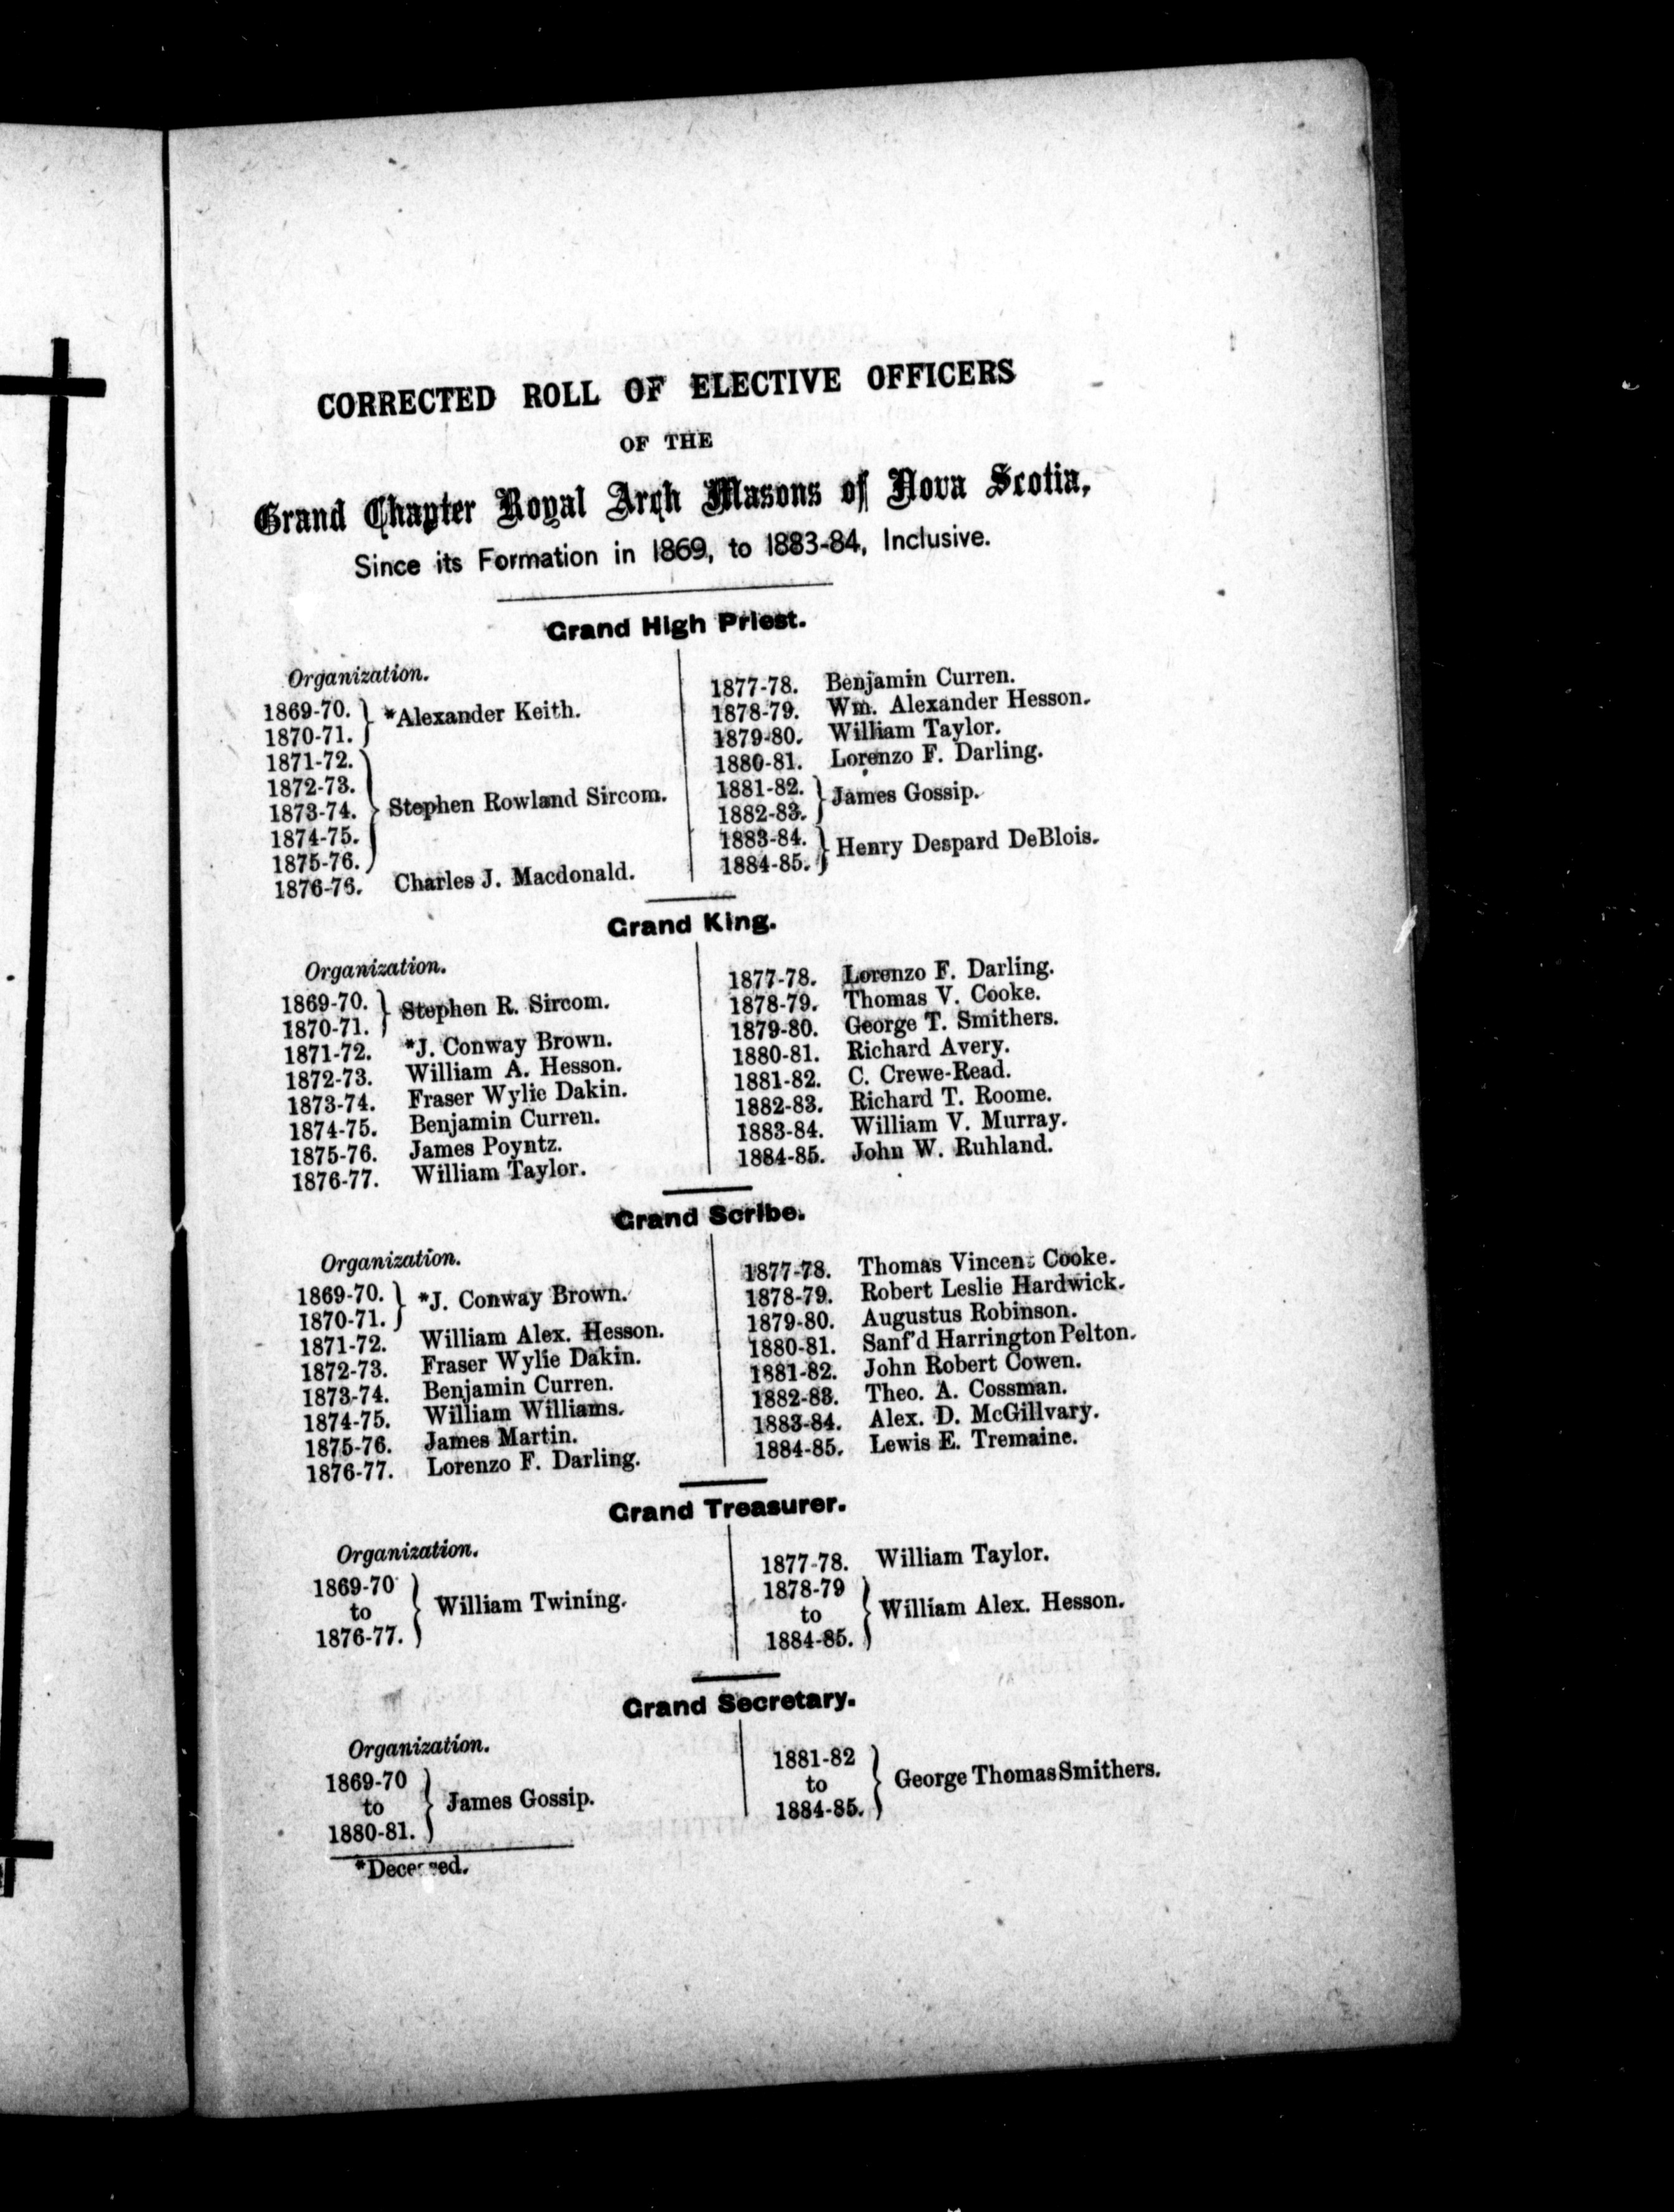 CORRECTED ROLL OF ELECTIVE OFFICERS
OF THE
Grand Chapter Royal Arch Masons of Nova Scotia,
Since its Formation in 1869, to 1883-84, Inclusive.
Grand High Priest.
Organization.
1869-70. } *Alexander Keith.
1870-71.
1871-72.
1872-73.
1873-74. } Stephen Rowland Sircom.
1874-75.
1875-76.
1876-76. Charles J. Macdonald.
1877-78. Benjamin Curren.
1878-79. Wm. Alexander Hesson.
1879-80. William Taylor.
1880-81. Lorenzo F. Darling.
1881-82. } James Gossip.
1882-83.
1883-84. } Henry Despard DeBlois.
1884-85.
Grand King.
Organization.
1869-70. } Stephen R. Sircom.
1870-71.
1871-72. *J. Conway Brown.
1872-73. William A. Hesson.
1873-74. Fraser Wylie Dakin.
1874-75. Benjamin Curren.
1875-76. James Poyntz.
1876-77. William Taylor.
1877-78. Lorenzo F. Darling.
1878-79. Thomas V. Cooke.
1879-80. George T. Smithers.
1880-81. Richard Avery.
1881-82. C. Crewe-Read.
1882-83. Richard T. Roome.
1883-84. William V. Murray.
1884-85. John W. Ruhland.
Grand Scribe.
Organization.
1869-70. } *J. Conway Brown.
1870-71.
1871-72. William Alex. Hesson.
1872-73. Fraser Wylie Dakin.
1873-74. Benjamin Curren.
1874-75. William Williams.
1875-76. James Martin.
1876-77. Lorenzo F. Darling.
1877-78. Thomas Vincent Cooke.
1878-79. Robert Leslie Hardwick.
1879-80. Augustus Robinson.
1880-81. Sanf'd Harrington Pelton.
1881-82. John Robert Cowen.
1882-83. Theo. A. Cossman.
1883-84. Alex. D. McGillvary.
1884-85. Lewis E. Tremaine.
Grand Treasurer.
Organization.
1869-70
to } William Twining.
1876-77.
1877-78. William Taylor.
1878-79
to } William Alex. Hesson.
1884-85.
Grand Secretary.
Organization.
1869-70
to } James Gossip.
1880-81.
1881-82
to } George Thomas Smithers.
1884-85.
*Deceased.